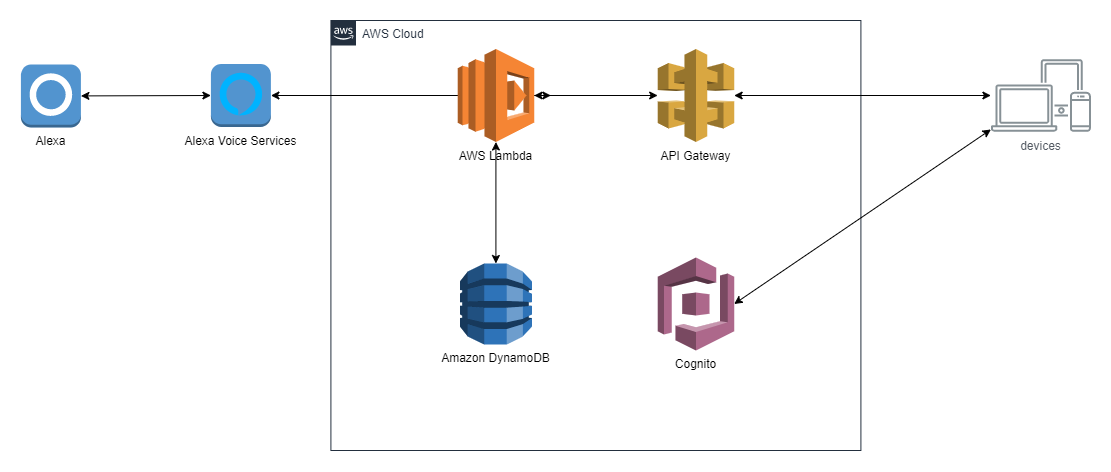 aws
AWS Cloud
Alexa
Alexa Voice Services
AWS Lambda
API Gateway
devices
Amazon DynamoDB
Cognito